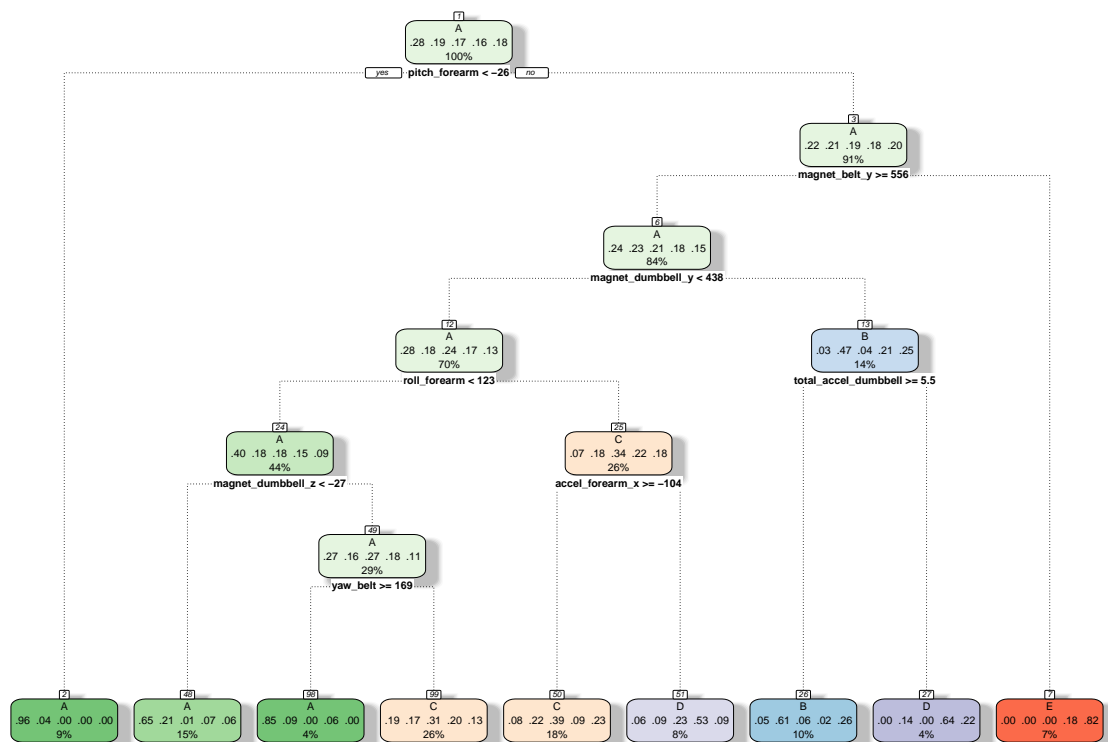 1
A
.28 .19 .17 .16 .18
100%
yes pitch_forearm < −26 no
3
A
.22 .21 .19 .18 .20
91%
magnet_belt_y >= 556
6
A
.24 .23 .21 .18 .15
84%
magnet_dumbbell_y < 438
12
A
.28 .18 .24 .17 .13
70%
roll_forearm < 123
13
B
.03 .47 .04 .21 .25
14%
total_accel_dumbbell >= 5.5
24
A
.40 .18 .18 .15 .09
44%
magnet_dumbbell_z < −27
25
C
.07 .18 .34 .22 .18
26%
accel_forearm_x >= −104
49
A
.27 .16 .27 .18 .11
29%
yaw_belt >= 169
2
A
.96 .04 .00 .00 .00
9%
48
A
.65 .21 .01 .07 .06
15%
98
A
.85 .09 .00 .06 .00
4%
99
C
.19 .17 .31 .20 .13
26%
50
C
.08 .22 .39 .09 .23
18%
51
D
.06 .09 .23 .53 .09
8%
26
B
.05 .61 .06 .02 .26
10%
27
D
.00 .14 .00 .64 .22
4%
7
E
.00 .00 .00 .18 .82
7%